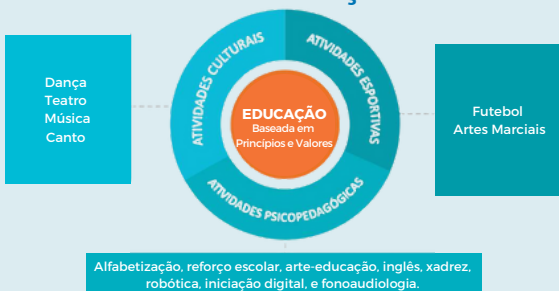 ATIVIDADES CULTURAIS
ATIVIDADES ESPORTIVAS
Dança
Teatro
Música
Canto
EDUCAÇÃO
Baseada em
Princípios e Valores
Futebol
Artes Marciais
ATIVIDADES PSICOPEDAGÓGICAS
Alfabetização, reforço escolar, arte-educação, inglês, xadrez,
robótica, iniciação digital, e fonoaudiologia.